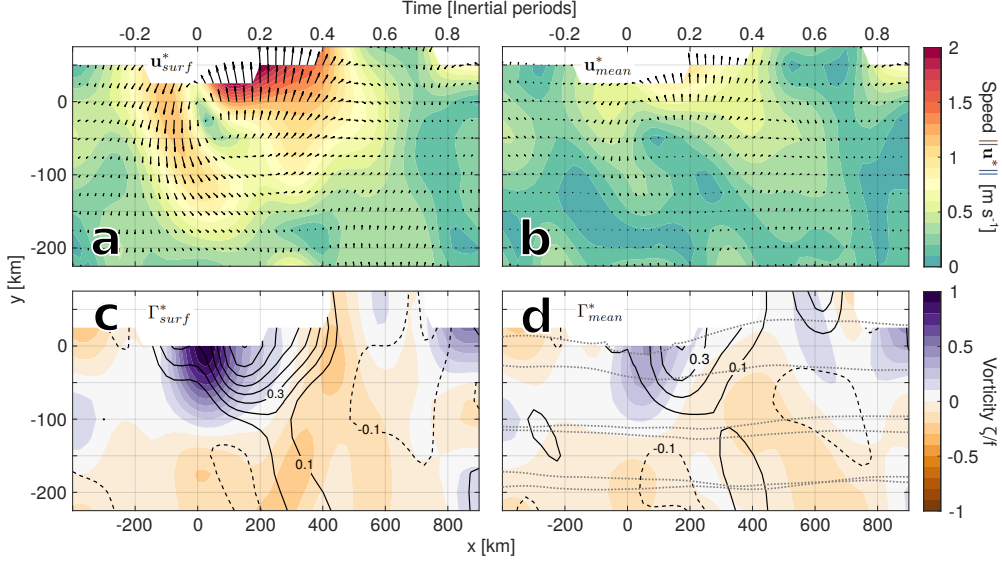 Time [Inertial periods]
-0.2 0 0.2 0.4 0.6 0.8 -0.2 0 0.2 0.4 0.6 0.8
u*surf
u*mean
0
-100
-200
a
b
2
1.5
1
0.5
0
Speed ||u*|| [m s⁻¹]
y [km]
c
Γ*surf
0.3
0.1
-0.1
d
Γ*mean
0.3
0.1
-0.1
0
-100
-200
1
0.5
0
-0.5
-1
Vorticity ζ/f
-200 0 200 400 600 800 -200 0 200 400 600 800
x [km]